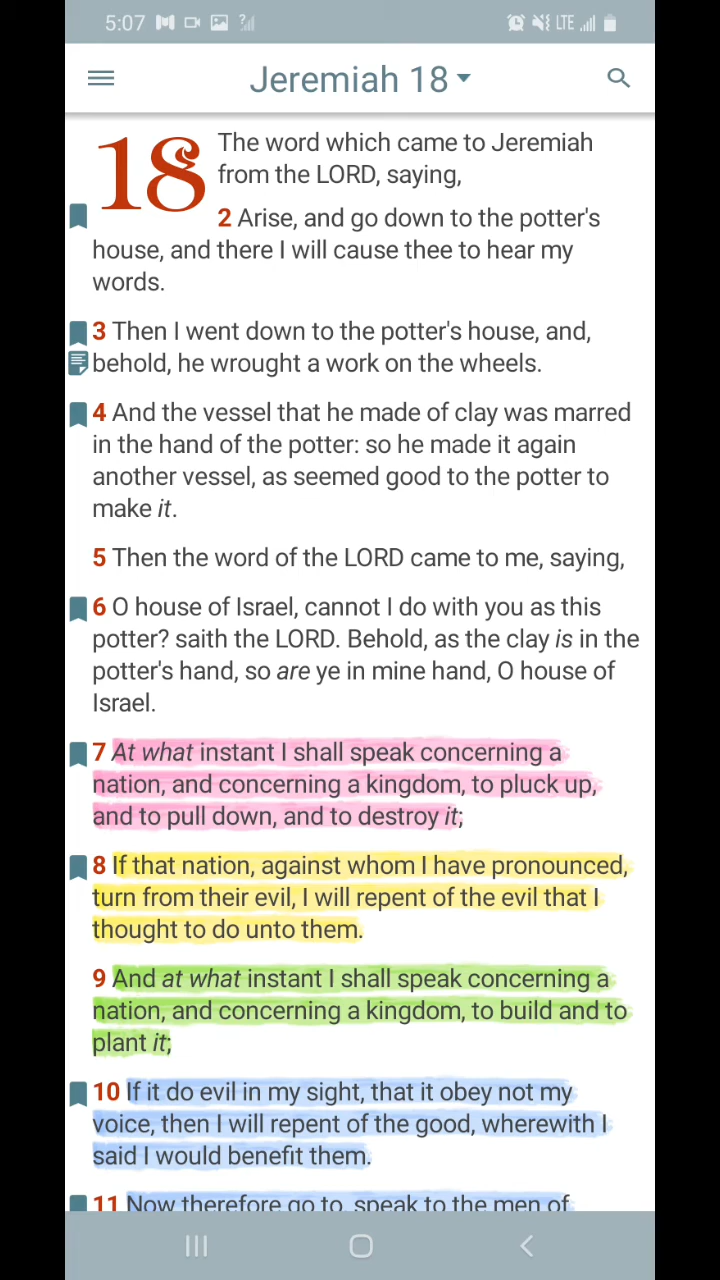 5:07
LTE
Jeremiah 18
18 The word which came to Jeremiah
from the LORD, saying,
2 Arise, and go down to the potter's
house, and there I will cause thee to hear my
words.
3 Then I went down to the potter's house, and,
behold, he wrought a work on the wheels.
4 And the vessel that he made of clay was marred
in the hand of the potter: so he made it again
another vessel, as seemed good to the potter to
make it.
5 Then the word of the LORD came to me, saying,
6 O house of Israel, cannot I do with you as this
potter? saith the LORD. Behold, as the clay is in the
potter's hand, so are ye in mine hand, O house of
Israel.
7 At what instant I shall speak concerning a
nation, and concerning a kingdom, to pluck up,
and to pull down, and to destroy it;
8 If that nation, against whom I have pronounced,
turn from their evil, I will repent of the evil that I
thought to do unto them.
9 And at what instant I shall speak concerning a
nation, and concerning a kingdom, to build and to
plant it;
10 If it do evil in my sight, that it obey not my
voice, then I will repent of the good, wherewith I
said I would benefit them.
11 Now therefore go to, speak to the men of